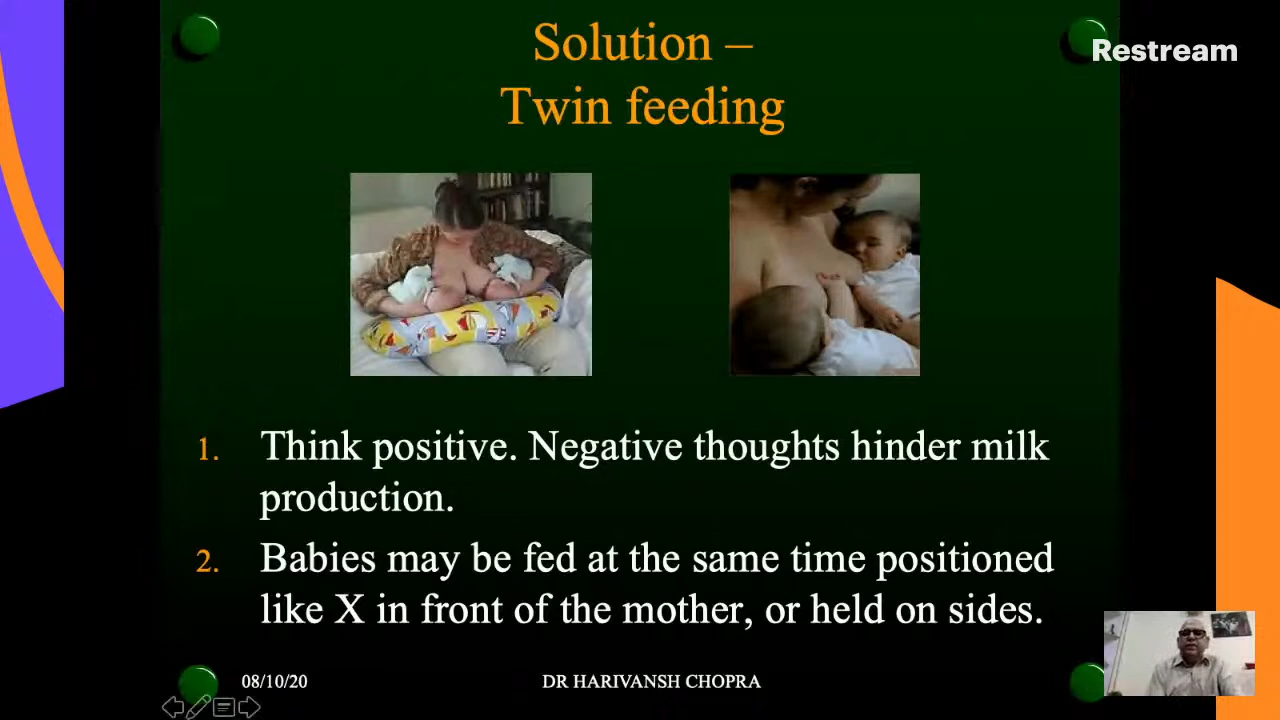 Solution –
Twin feeding
Restream
1. Think positive. Negative thoughts hinder milk
production.
2. Babies may be fed at the same time positioned
like X in front of the mother, or held on sides.
08/10/20
DR HARIVANSH CHOPRA